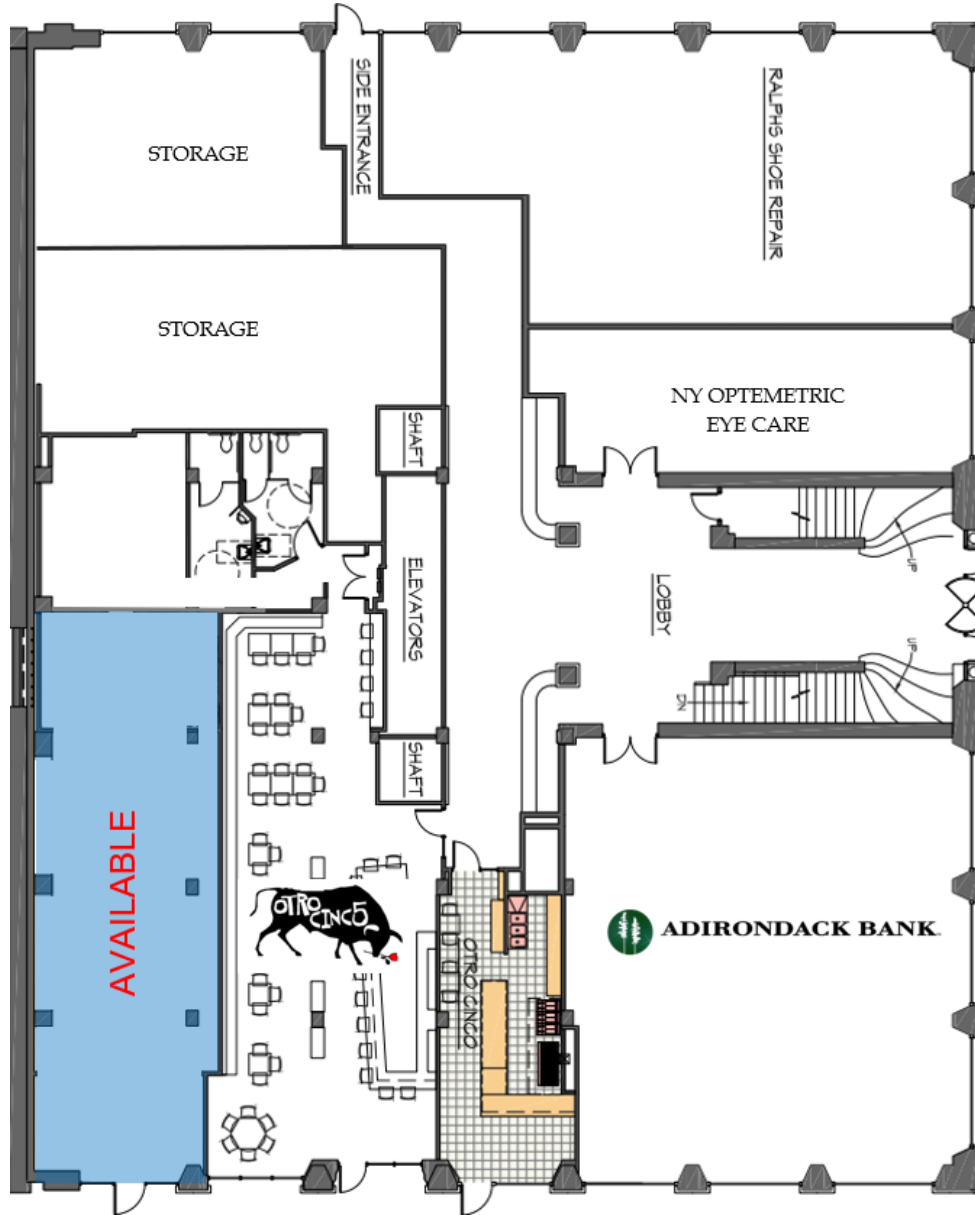 SIDE ENTRANCE
RALPHS SHOE REPAIR
STORAGE
STORAGE
NY OPTEMETRIC
EYE CARE
SHAFT
ELEVATORS
LOBBY
UP
UP
DN
SHAFT
AVAILABLE
OTRO
CINC5
OTRO CINCO
ADIRONDACK BANK